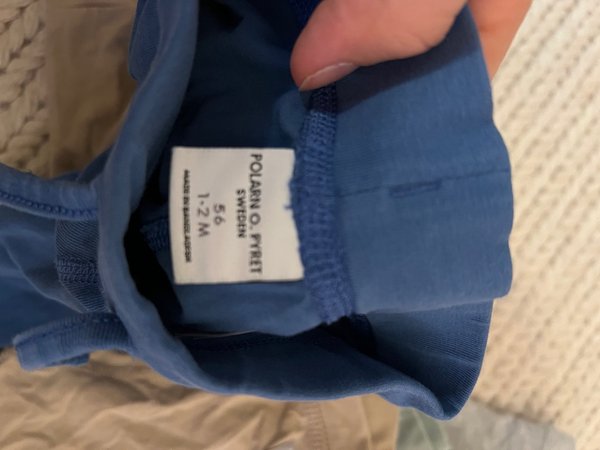 POLARN O. PYRET
SWEDEN
56
1-2 M
MADE IN BANGLADESH